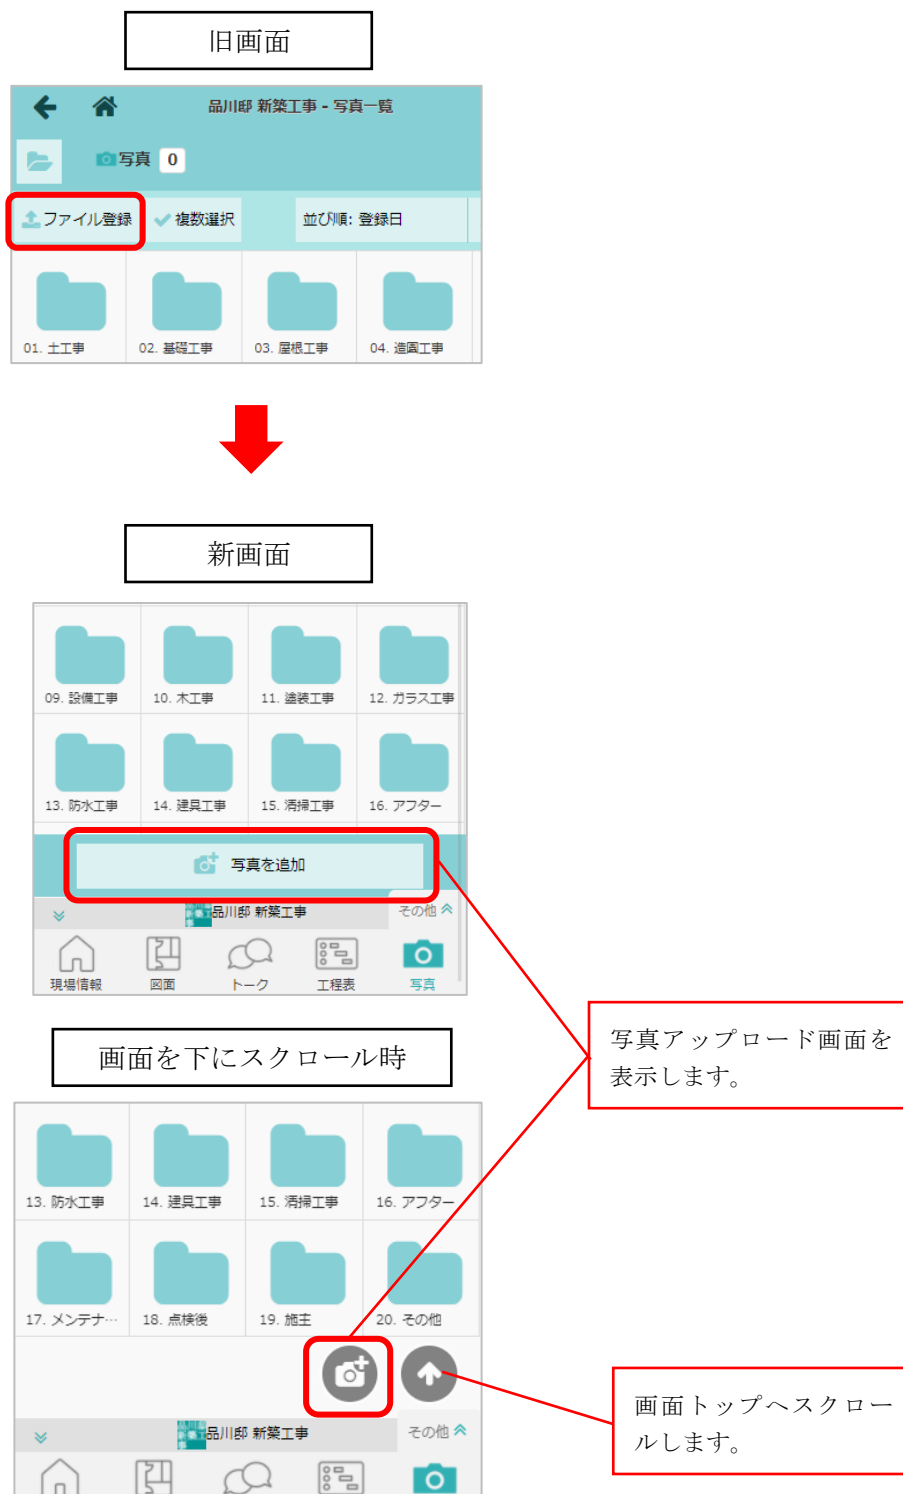 旧画面
品川邸 新築工事 - 写真一覧
写真 0
ファイル登録 複数選択 並び順: 登録日
01. 土工事 02. 基礎工事 03. 屋根工事 04. 造園工事
新画面
09. 設備工事 10. 木工事 11. 塗装工事 12. ガラス工事
13. 防水工事 14. 建具工事 15. 清掃工事 16. アフター
写真を追加
品川邸 新築工事 その他
現場情報 図面 トーク 工程表 写真
写真アップロード画面を
表示します。
画面を下にスクロール時
13. 防水工事 14. 建具工事 15. 清掃工事 16. アフター
17. メンテナ… 18. 点検後 19. 施主 20. その他
画面トップへスクロー
ルします。
品川邸 新築工事 その他